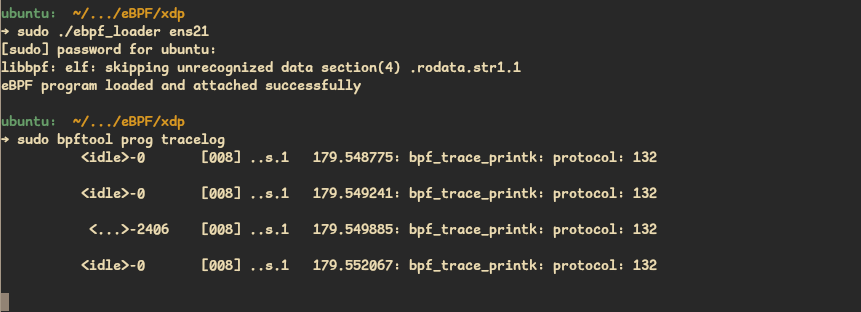 ubuntu: ~/.../eBPF/xdp
→ sudo ./ebpf_loader ens21
[sudo] password for ubuntu:
libbpf: elf: skipping unrecognized data section(4) .rodata.str1.1
eBPF program loaded and attached successfully
ubuntu: ~/.../eBPF/xdp
→ sudo bpftool prog tracelog
<idle>-0 [008] ..s.1 179.548775: bpf_trace_printk: protocol: 132
<idle>-0 [008] ..s.1 179.549241: bpf_trace_printk: protocol: 132
<...>-2406 [008] ..s.1 179.549885: bpf_trace_printk: protocol: 132
<idle>-0 [008] ..s.1 179.552067: bpf_trace_printk: protocol: 132